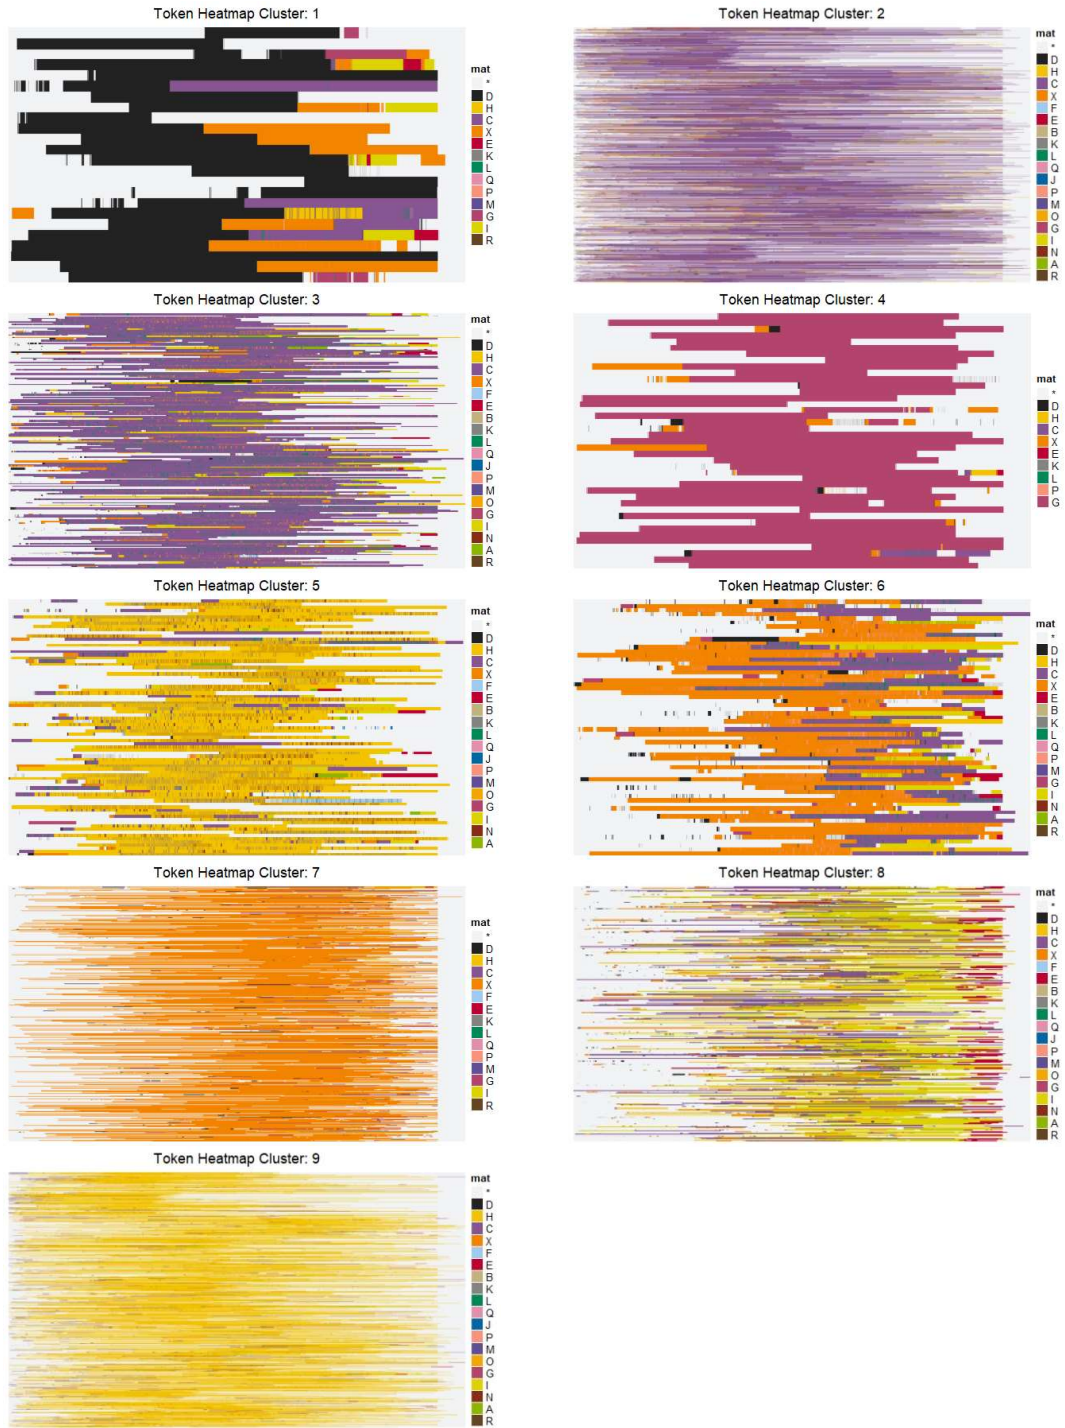 Token Heatmap Cluster: 1
mat
*
D
H
C
X
E
K
L
Q
P
M
G
I
R
Token Heatmap Cluster: 2
mat
*
D
H
C
X
F
E
B
K
L
Q
J
P
M
O
G
I
N
A
R
Token Heatmap Cluster: 3
mat
*
D
H
C
X
F
E
B
K
L
Q
J
P
M
O
G
I
N
A
R
Token Heatmap Cluster: 4
mat
*
D
H
C
X
E
K
L
P
G
Token Heatmap Cluster: 5
mat
*
D
H
C
X
F
E
B
K
L
Q
J
P
M
O
G
I
N
A
Token Heatmap Cluster: 6
mat
*
D
H
C
X
E
B
K
L
Q
P
M
G
I
N
A
R
Token Heatmap Cluster: 7
mat
*
D
H
C
X
F
E
K
L
Q
P
M
G
I
R
Token Heatmap Cluster: 8
mat
*
D
H
C
X
F
E
B
K
L
Q
J
P
M
O
G
I
N
A
R
Token Heatmap Cluster: 9
mat
*
D
H
C
X
F
E
B
K
L
Q
J
P
M
O
G
I
N
A
R